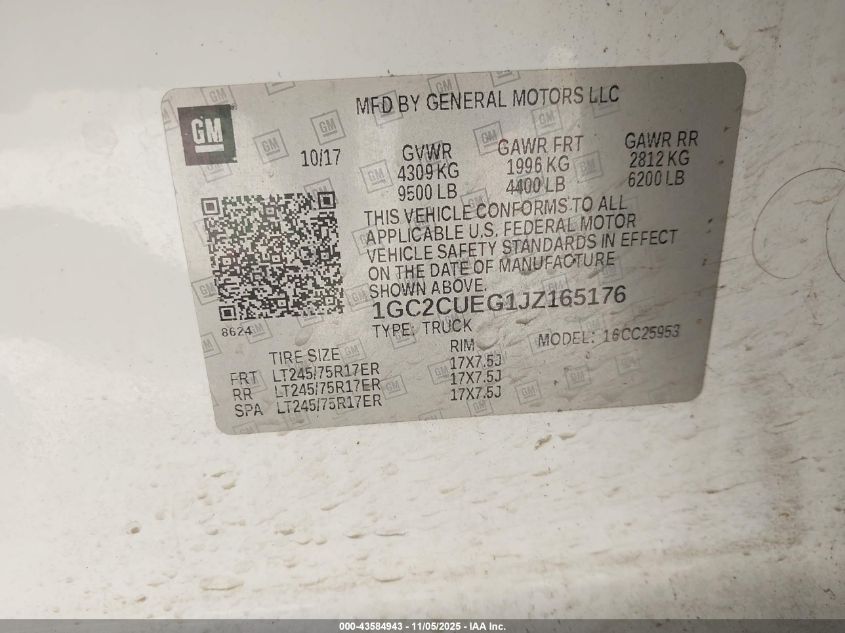 MFD BY GENERAL MOTORS LLC
GM
10/17
GVWR GAWR FRT GAWR RR
4309 KG 1996 KG 2812 KG
9500 LB 4400 LB 6200 LB
THIS VEHICLE CONFORMS TO ALL
APPLICABLE U.S. FEDERAL MOTOR
VEHICLE SAFETY STANDARDS IN EFFECT
ON THE DATE OF MANUFACTURE
SHOWN ABOVE.
1GC2CUEG1JZ165176
8624
TYPE: TRUCK
MODEL: 16CC25953
TIRE SIZE RIM
FRT LT245/75R17ER 17X7.5J
RR LT245/75R17ER 17X7.5J
SPA LT245/75R17ER 17X7.5J
000-43584943 - 11/05/2025 - IAA Inc.